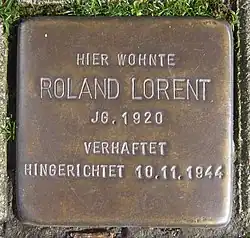 HIER WOHNTE
ROLAND LORENT
JG. 1920
VERHAFTET
HINGERICHTET 10.11.1944